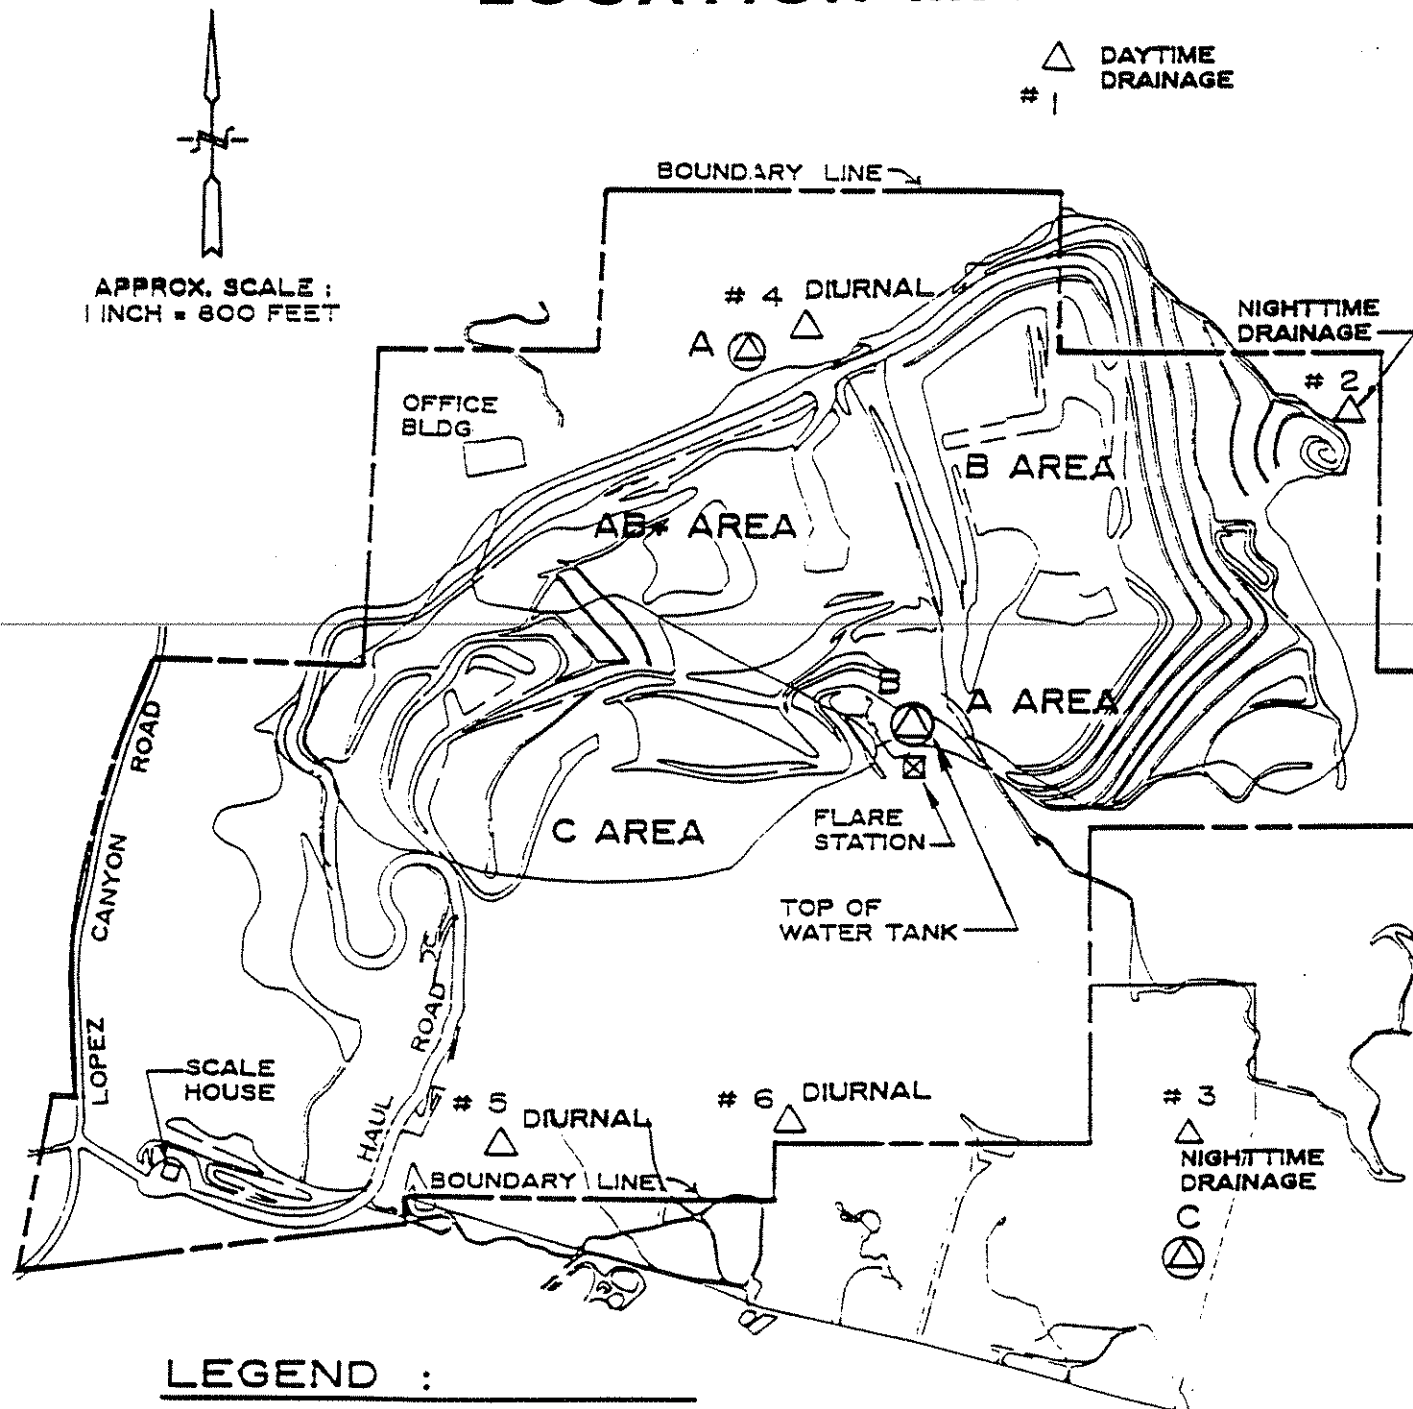 DAYTIME
DRAINAGE
# 1
BOUNDARY LINE
APPROX. SCALE :
1 INCH = 800 FEET
# 4 DIURNAL
A
NIGHTTIME
DRAINAGE
# 2
OFFICE
BLDG
B AREA
AB* AREA
B
A AREA
ROAD
CANYON
LOPEZ
C AREA
FLARE
STATION
TOP OF
WATER TANK
ROAD
HAUL
SCALE
HOUSE
# 5
DIURNAL
# 6 DIURNAL
# 3
NIGHTTIME
DRAINAGE
BOUNDARY LINE
C
LEGEND :